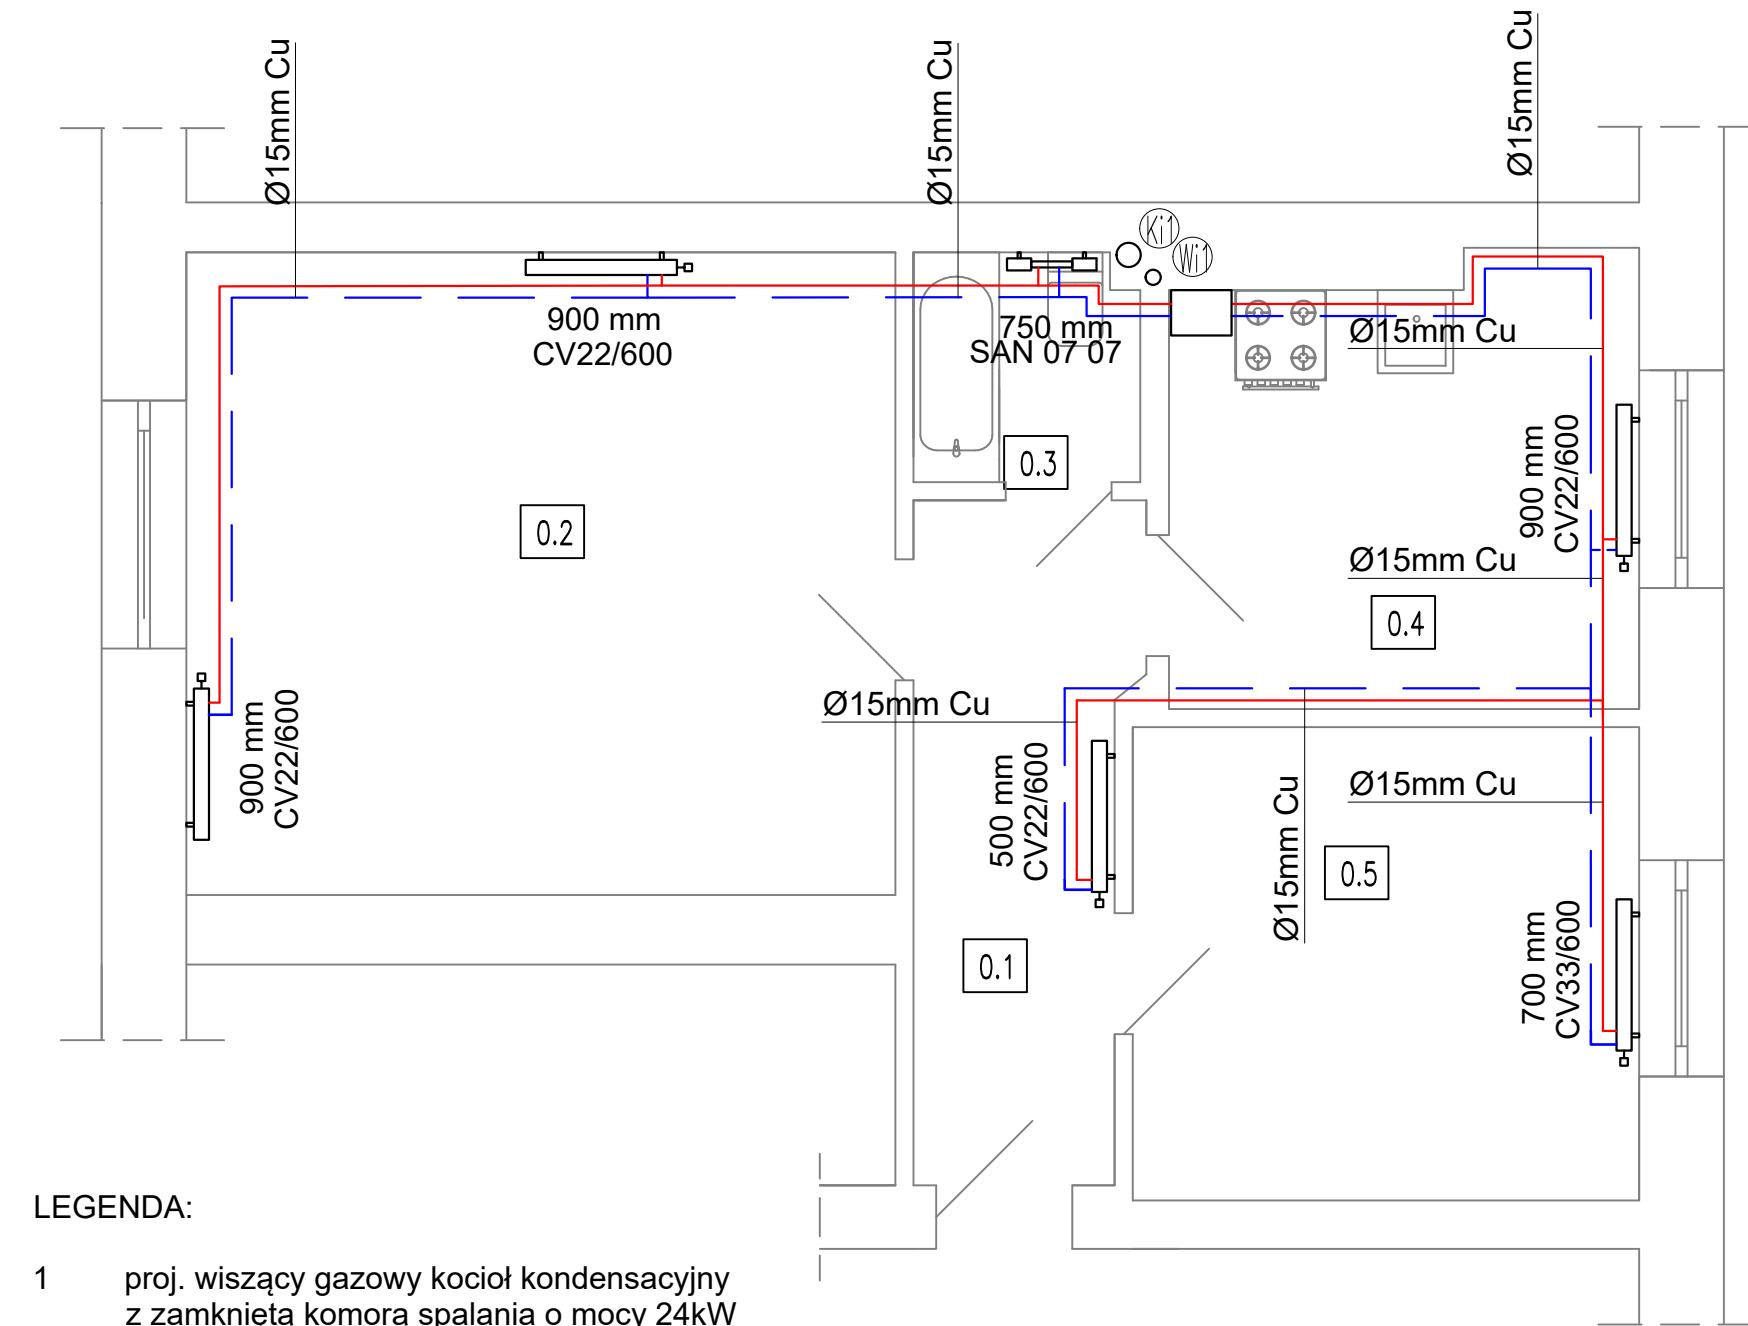 Ø15mm Cu
Ø15mm Cu
Ø15mm Cu
Ki1
Wi1
900 mm
CV22/600
750 mm
SAN 07 07
Ø15mm Cu
0.3
900 mm
CV22/600
0.2
Ø15mm Cu
0.4
Ø15mm Cu
900 mm
CV22/600
500 mm
CV22/600
Ø15mm Cu
Ø15mm Cu
0.5
0.1
700 mm
CV33/600
LEGENDA:
1 proj. wiszący gazowy kocioł kondensacyjny
z zamkniętą komorą spalania o mocy 24kW